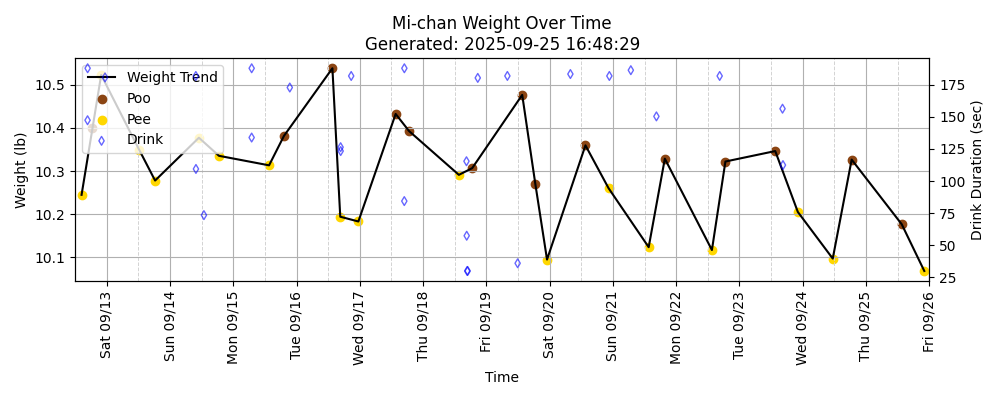 Mi-chan Weight Over Time
Generated: 2025-09-25 16:48:29
Weight (lb)
10.5
10.4
10.3
10.2
10.1
Weight Trend
Poo
Pee
Drink
175
150
125
100
75
50
25
Drink Duration (sec)
Sat 09/13
Sun 09/14
Mon 09/15
Tue 09/16
Wed 09/17
Thu 09/18
Fri 09/19
Sat 09/20
Sun 09/21
Mon 09/22
Tue 09/23
Wed 09/24
Thu 09/25
Fri 09/26
Time